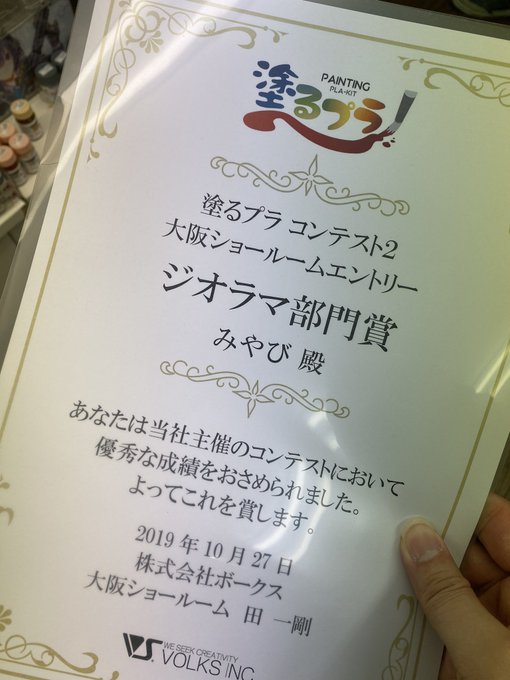 PAINTING
PLA-KIT
塗るプラ
塗るプラ コンテスト2
大阪ショールームエントリー
ジオラマ部門賞
みやび 殿
あなたは当社主催のコンテストにおいて
優秀な成績をおさめられました。
よってこれを賞します。
2019年10月27日
株式会社ボークス
大阪ショールーム 田 一剛
VS.
WE SEEK CREATIVITY
VOLKS INC.